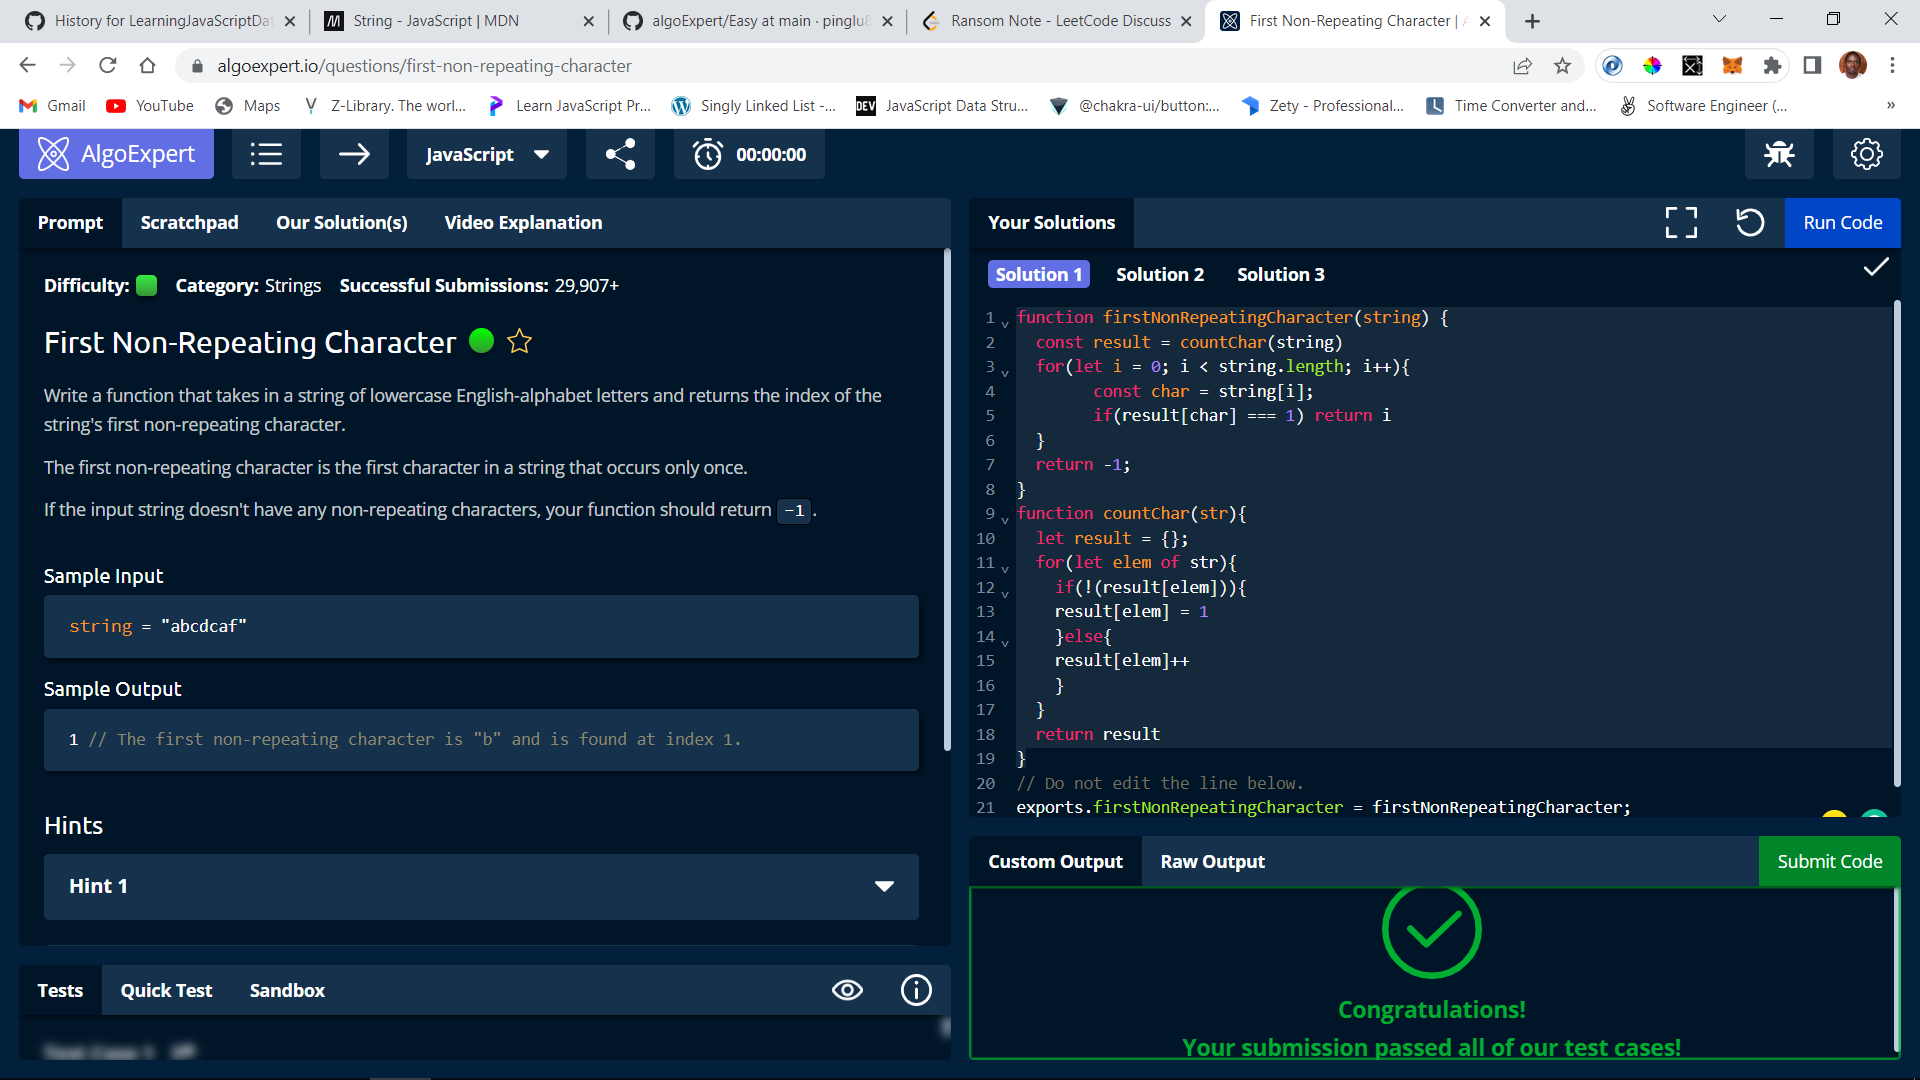 History for LearningJavaScriptDat
String - JavaScript | MDN
algoExpert/Easy at main · pinglu8
Ransom Note - LeetCode Discuss
First Non-Repeating Character | A
algoexpert.io/questions/first-non-repeating-character
Gmail
YouTube
Maps
Z-Library. The worl...
Learn JavaScript Pr...
Singly Linked List -...
DEV
JavaScript Data Stru...
@chakra-ui/button:...
Zety - Professional...
Time Converter and...
Software Engineer (...
»
AlgoExpert
JavaScript
00:00:00
Prompt
Scratchpad
Our Solution(s)
Video Explanation
Difficulty:
Category: Strings
Successful Submissions: 29,907+
First Non-Repeating Character
Write a function that takes in a string of lowercase English-alphabet letters and returns the index of the
string's first non-repeating character.
The first non-repeating character is the first character in a string that occurs only once.
If the input string doesn't have any non-repeating characters, your function should return -1 .
Sample Input
string = "abcdcaf"
Sample Output
1 // The first non-repeating character is "b" and is found at index 1.
Hints
Hint 1
Tests
Quick Test
Sandbox
Your Solutions
Run Code
Solution 1
Solution 2
Solution 3
1 function firstNonRepeatingCharacter(string) {
2 const result = countChar(string)
3 for(let i = 0; i < string.length; i++){
4 const char = string[i];
5 if(result[char] === 1) return i
6 }
7 return -1;
8 }
9 function countChar(str){
10 let result = {};
11 for(let elem of str){
12 if(!(result[elem])){
13 result[elem] = 1
14 }else{
15 result[elem]++
16 }
17 }
18 return result
19 }
20 // Do not edit the line below.
21 exports.firstNonRepeatingCharacter = firstNonRepeatingCharacter;
Custom Output
Raw Output
Submit Code
Congratulations!
Your submission passed all of our test cases!